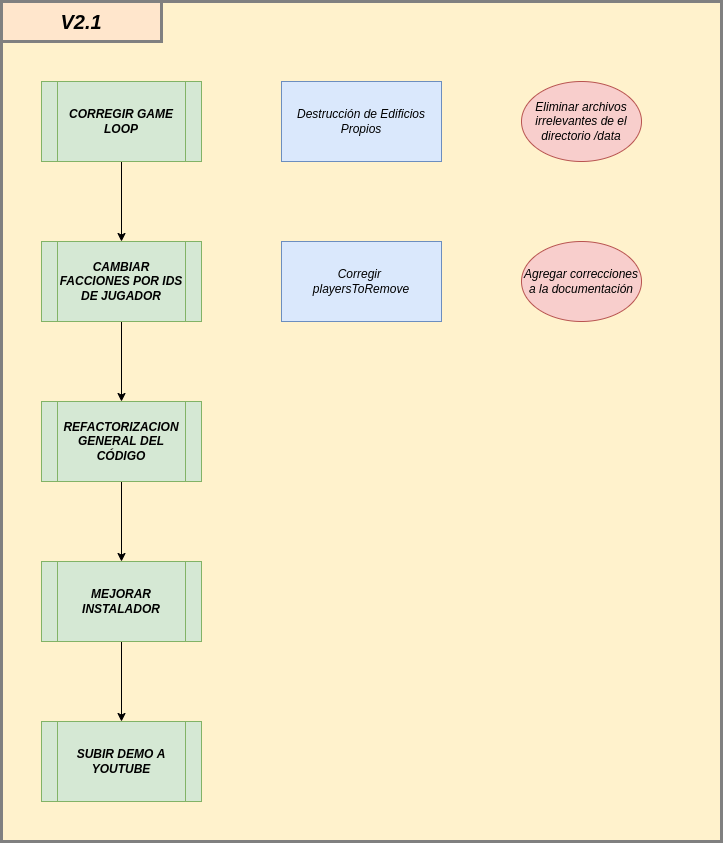 V2.1
CORREGIR GAME
LOOP
Destrucción de Edificios
Propios
Eliminar archivos
irrelevantes de el
directorio /data
CAMBIAR
FACCIONES POR IDS
DE JUGADOR
Corregir
playersToRemove
Agregar correcciones
a la documentación
REFACTORIZACION
GENERAL DEL
CÓDIGO
MEJORAR
INSTALADOR
SUBIR DEMO A
YOUTUBE